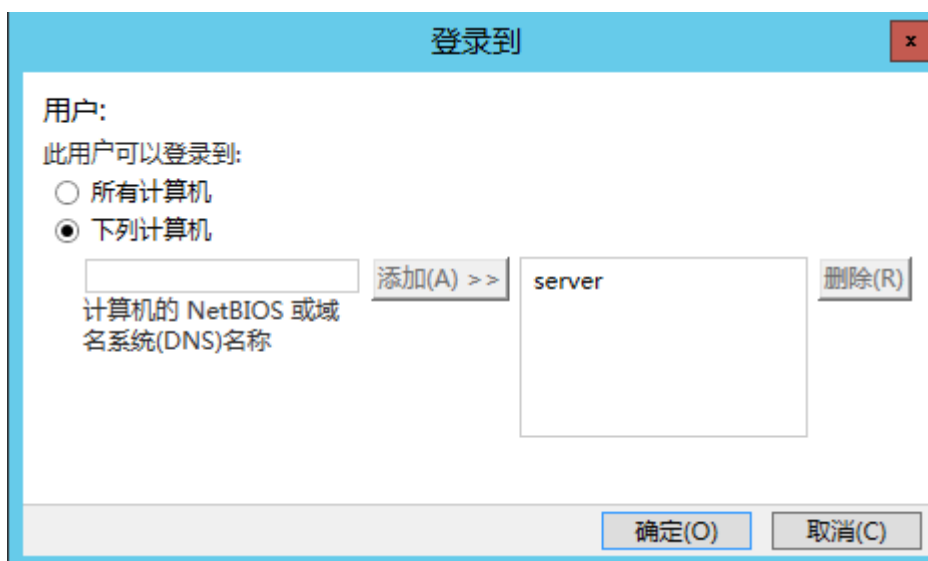 登录到
x
用户:
此用户可以登录到:
所有计算机
下列计算机
添加(A) >>
server
删除(R)
计算机的 NetBIOS 或域
名系统(DNS)名称
确定(O)
取消(C)